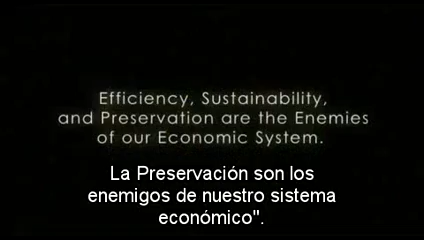 Efficiency, Sustainability,
and Preservation are the Enemies
of our Economic System.
La Preservación son los
enemigos de nuestro sistema
económico".